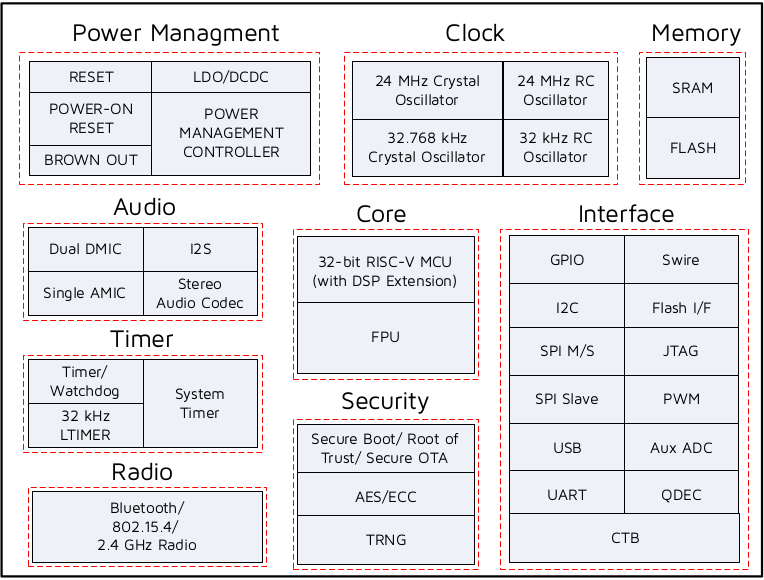 Power Managment
RESET
LDO/DCDC
POWER-ON
RESET
POWER
MANAGEMENT
CONTROLLER
BROWN OUT
Clock
24 MHz Crystal
Oscillator
24 MHz RC
Oscillator
32.768 kHz
Crystal Oscillator
32 kHz RC
Oscillator
Memory
SRAM
FLASH
Audio
Dual DMIC
I2S
Single AMIC
Stereo
Audio Codec
Core
32-bit RISC-V MCU
(with DSP Extension)
FPU
Interface
GPIO
Swire
I2C
Flash I/F
SPI M/S
JTAG
SPI Slave
PWM
USB
Aux ADC
UART
QDEC
CTB
Timer
Timer/
Watchdog
System
Timer
32 kHz
LTIMER
Security
Secure Boot/ Root of
Trust/ Secure OTA
AES/ECC
TRNG
Radio
Bluetooth/
802.15.4/
2.4 GHz Radio